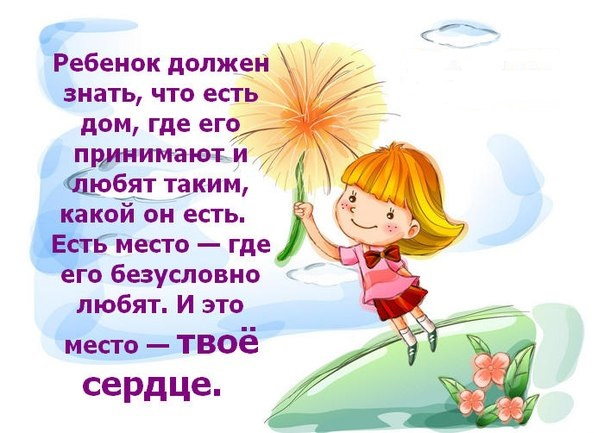 Ребенок должен
знать, что есть
дом, где его
принимают и
любят таким,
какой он есть.
Есть место — где
его безусловно
любят. И это
место — твоё
сердце.